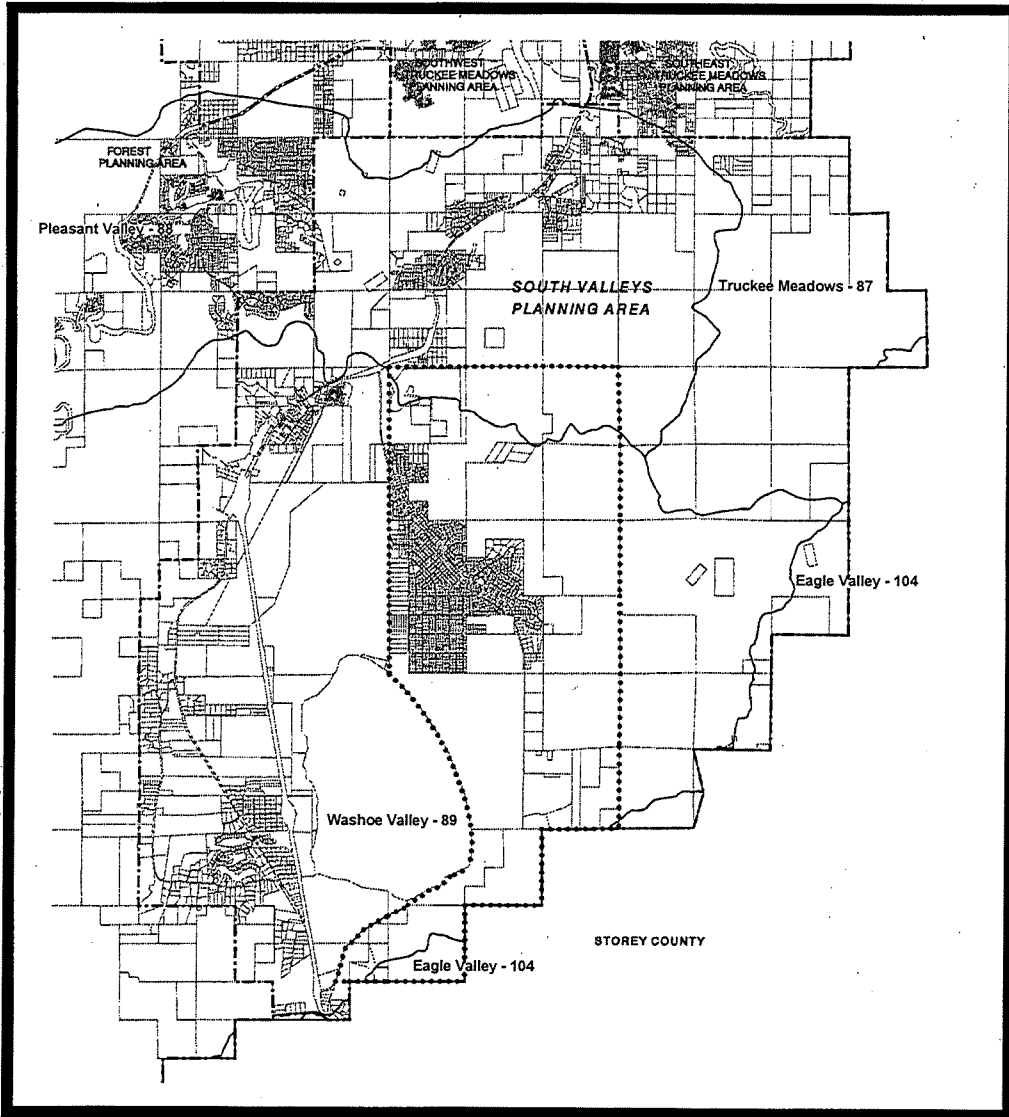 SOUTHWEST
TRUCKEE MEADOWS
PLANNING AREA
SOUTHEAST
TRUCKEE MEADOWS
PLANNING AREA
FOREST
PLANNING AREA
Pleasant Valley - 88
SOUTH VALLEYS
PLANNING AREA
Truckee Meadows - 87
Eagle Valley - 104
Washoe Valley - 89
STOREY COUNTY
Eagle Valley - 104